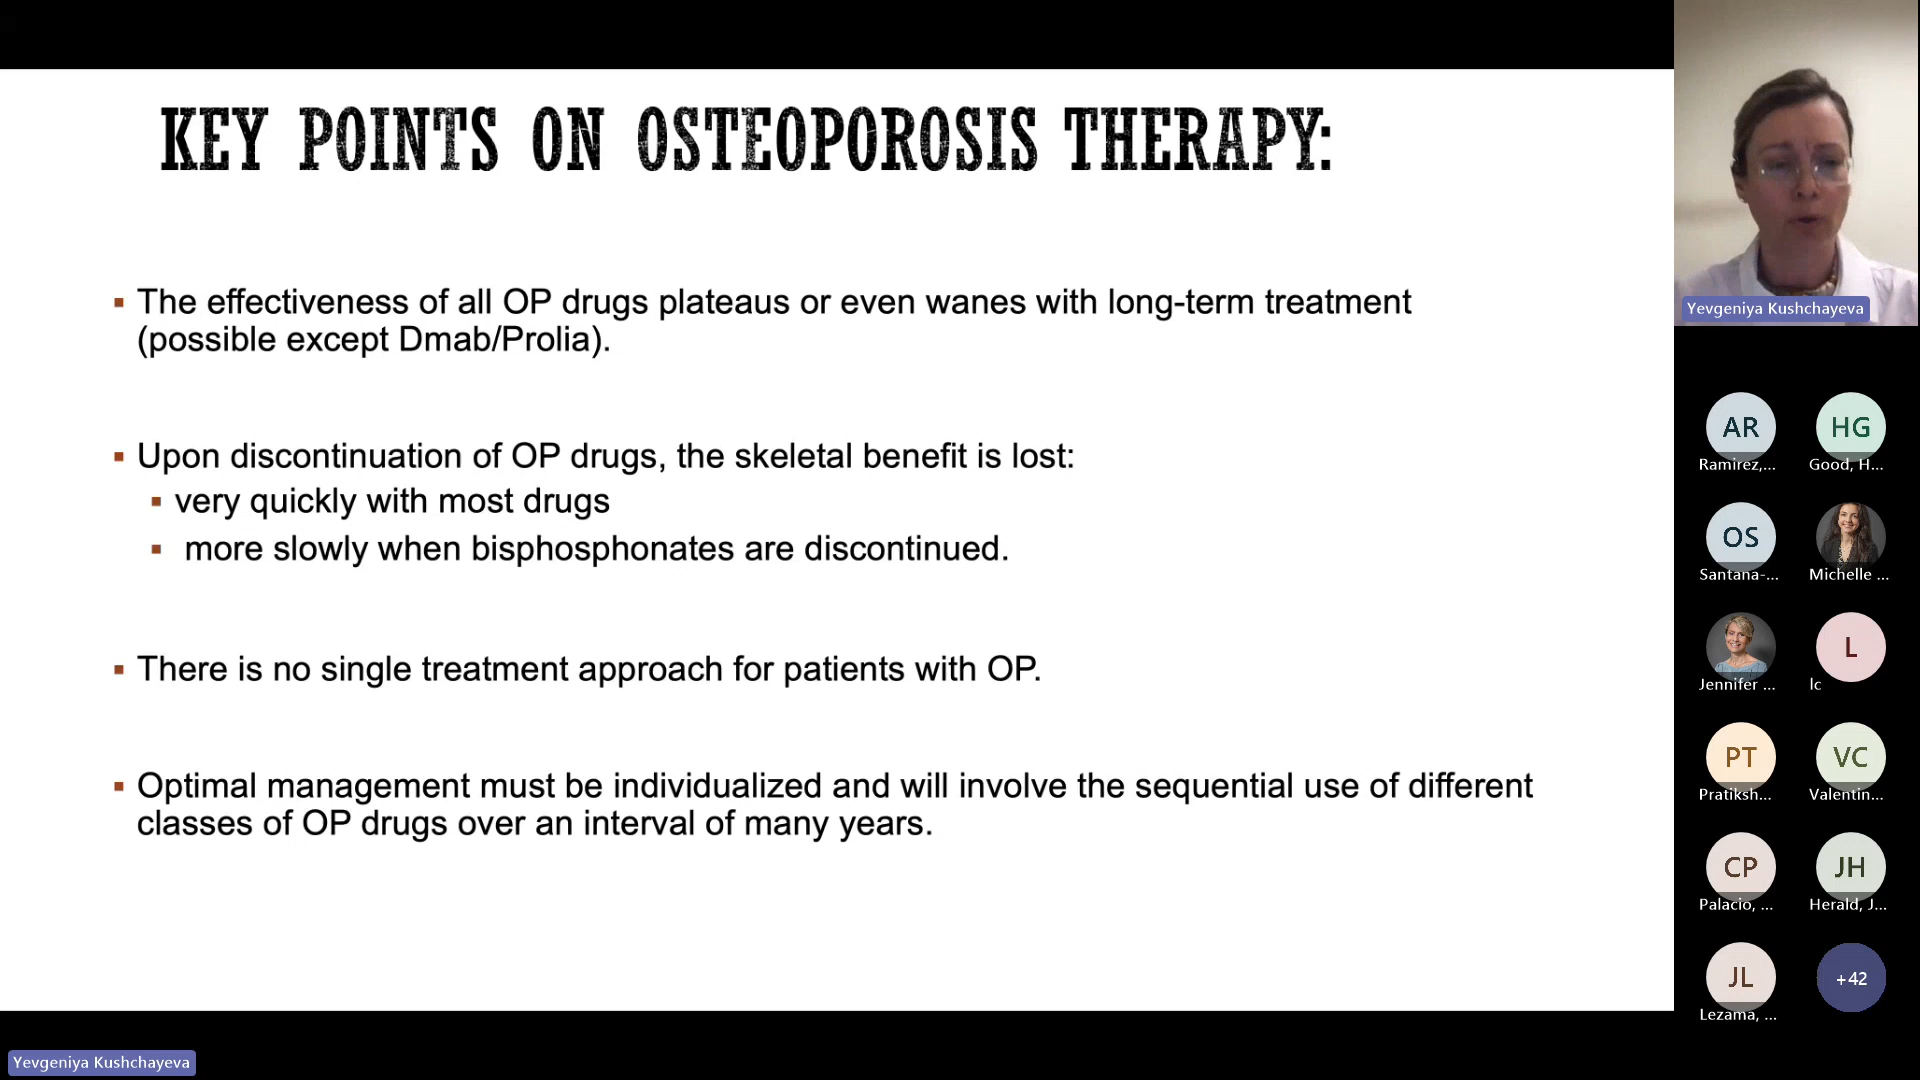 KEY POINTS ON OSTEOPOROSIS THERAPY:
▪ The effectiveness of all OP drugs plateaus or even wanes with long-term treatment
(possible except Dmab/Prolia).
▪ Upon discontinuation of OP drugs, the skeletal benefit is lost:
▪ very quickly with most drugs
▪ more slowly when bisphosphonates are discontinued.
▪ There is no single treatment approach for patients with OP.
▪ Optimal management must be individualized and will involve the sequential use of different
classes of OP drugs over an interval of many years.
Yevgeniya Kushchayeva
Yevgeniya Kushchayeva
AR
Ramirez,...
HG
Good, H...
OS
Santana-...
Michelle ...
Jennifer ...
L
lc
PT
Pratiksh...
VC
Valentin...
CP
Palacio, ...
JH
Herald, J...
JL
Lezama, ...
+42